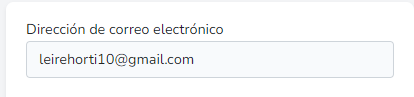 Dirección de correo electrónico
leirehorti10@gmail.com